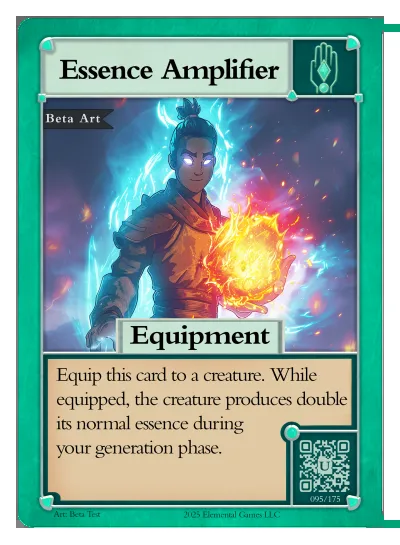 Essence Amplifier
Beta Art
Equipment
Equip this card to a creature. While
equipped, the creature produces double
its normal essence during
your generation phase.
U
095/175
Art: Beta Test
2025 Elemental Games LLC